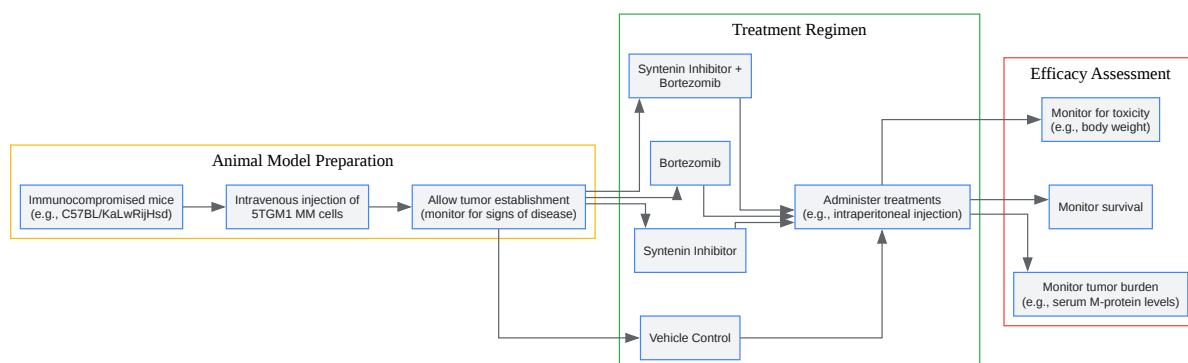 Animal Model Preparation
Immunocompromised mice
(e.g., C57BL/KaLwRijHsd)
Intravenous injection of
5TGM1 MM cells
Allow tumor establishment
(monitor for signs of disease)
Treatment Regimen
Syntenin Inhibitor +
Bortezomib
Bortezomib
Syntenin Inhibitor
Vehicle Control
Administer treatments
(e.g., intraperitoneal injection)
Efficacy Assessment
Monitor for toxicity
(e.g., body weight)
Monitor survival
Monitor tumor burden
(e.g., serum M-protein levels)